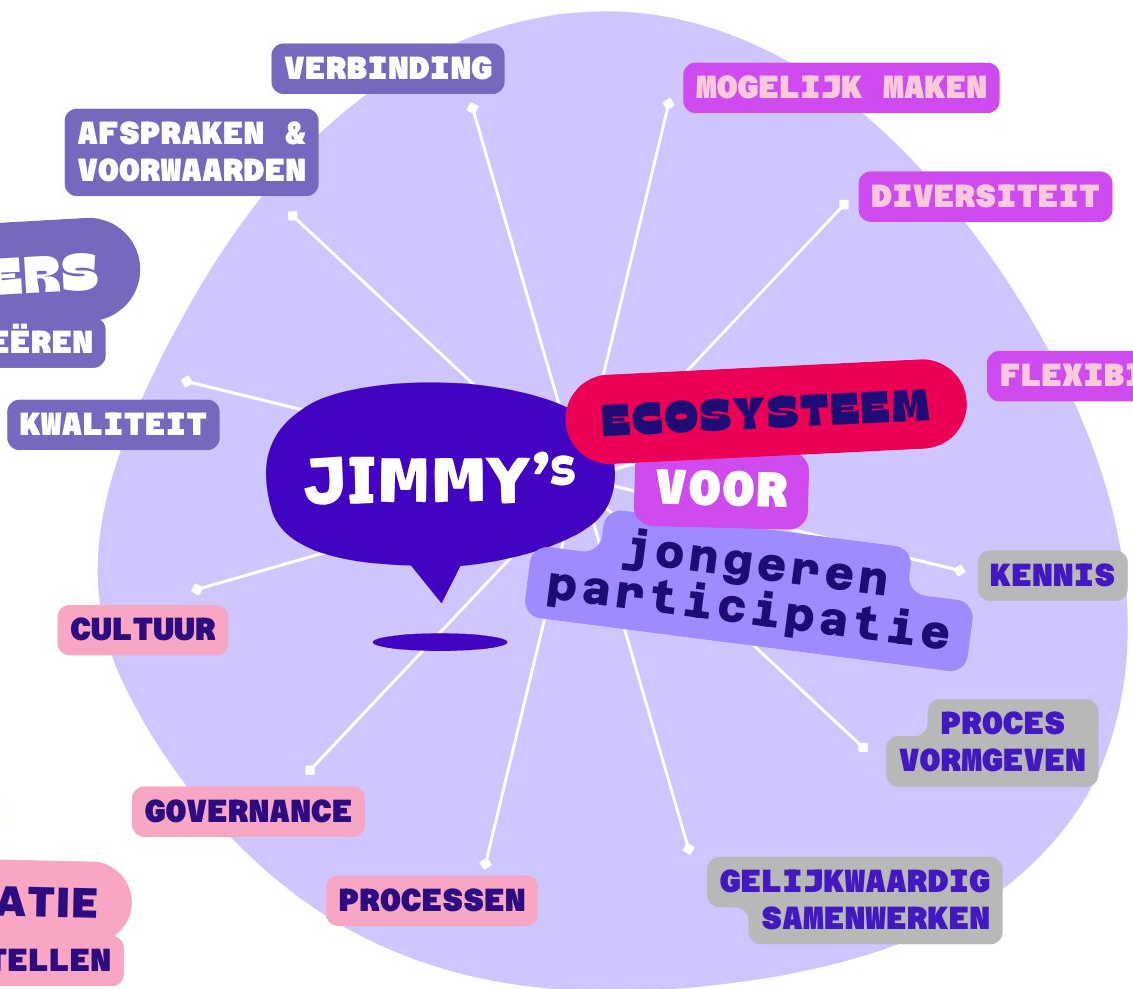 VERBINDING
MOGELIJK MAKEN
AFSPRAKEN &
VOORWAARDEN
DIVERSITEIT
ERS
EËREN
FLEXIBI
KWALITEIT
ECOSYSTEEM
JIMMY's
VOOR
jongeren
participatie
KENNIS
CULTUUR
PROCES
VORMGEVEN
GOVERNANCE
PROCESSEN
GELIJKWAARDIG
SAMENWERKEN
ATIE
TELLEN